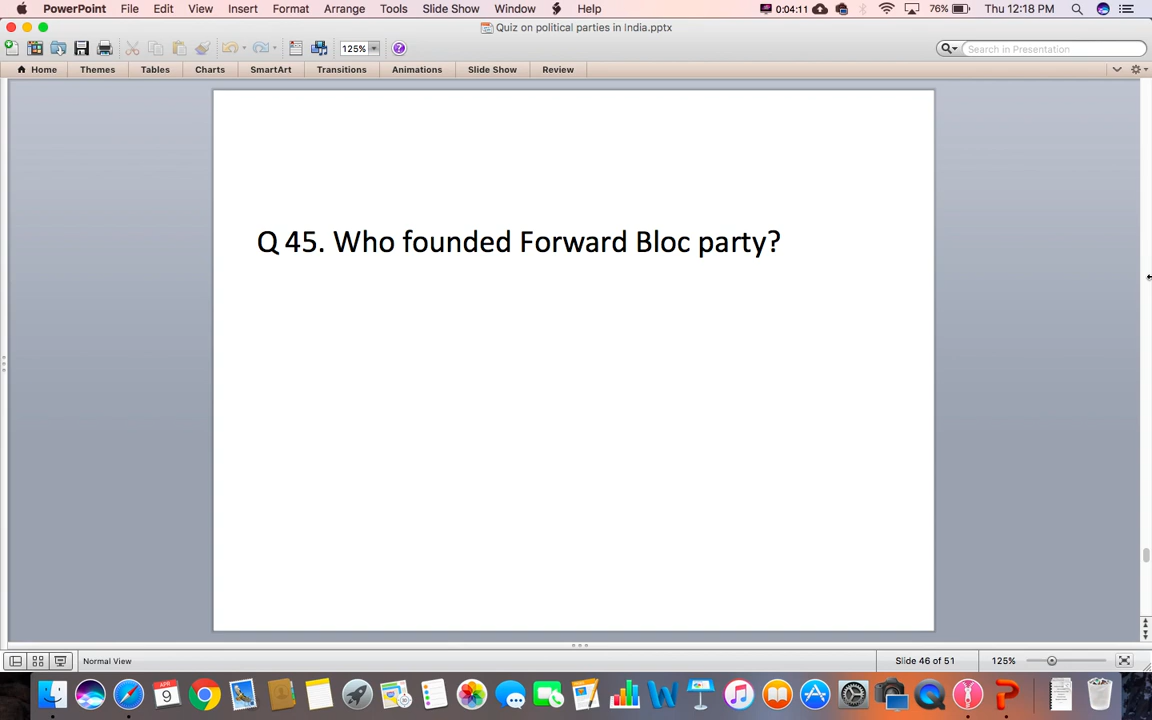 PowerPoint File Edit View Insert Format Arrange Tools Slide Show Window Help 0:04:11 76% Thu 12:18 PM
Quiz on political parties in India.pptx
125% Search in Presentation
Home Themes Tables Charts SmartArt Transitions Animations Slide Show Review
Q 45. Who founded Forward Bloc party?
Normal View Slide 46 of 51 125%
APR
9